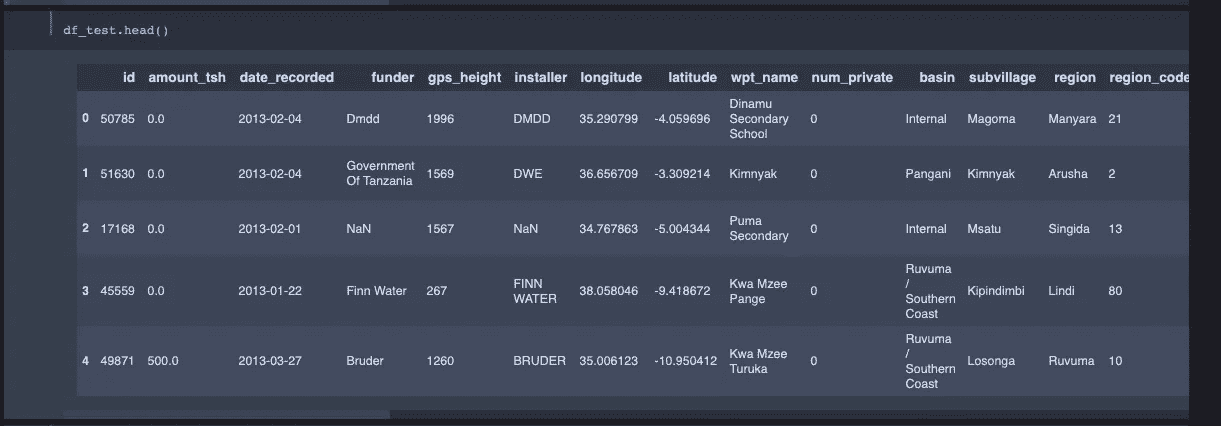 df_test.head()
id amount_tsh date_recorded funder gps_height installer longitude latitude wpt_name num_private basin subvillage region region_code
0 50785 0.0 2013-02-04 Dmdd 1996 DMDD 35.290799 -4.059696 Dinamu Secondary School 0 Internal Magoma Manyara 21
1 51630 0.0 2013-02-04 Government Of Tanzania 1569 DWE 36.656709 -3.309214 Kimnyak 0 Pangani Kimnyak Arusha 2
2 17168 0.0 2013-02-01 NaN 1567 NaN 34.767863 -5.004344 Puma Secondary 0 Internal Msatu Singida 13
3 45559 0.0 2013-01-22 Finn Water 267 FINN WATER 38.058046 -9.418672 Kwa Mzee Pange 0 Ruvuma / Southern Coast Kipindimbi Lindi 80
4 49871 500.0 2013-03-27 Bruder 1260 BRUDER 35.006123 -10.950412 Kwa Mzee Turuka 0 Ruvuma / Southern Coast Losonga Ruvuma 10